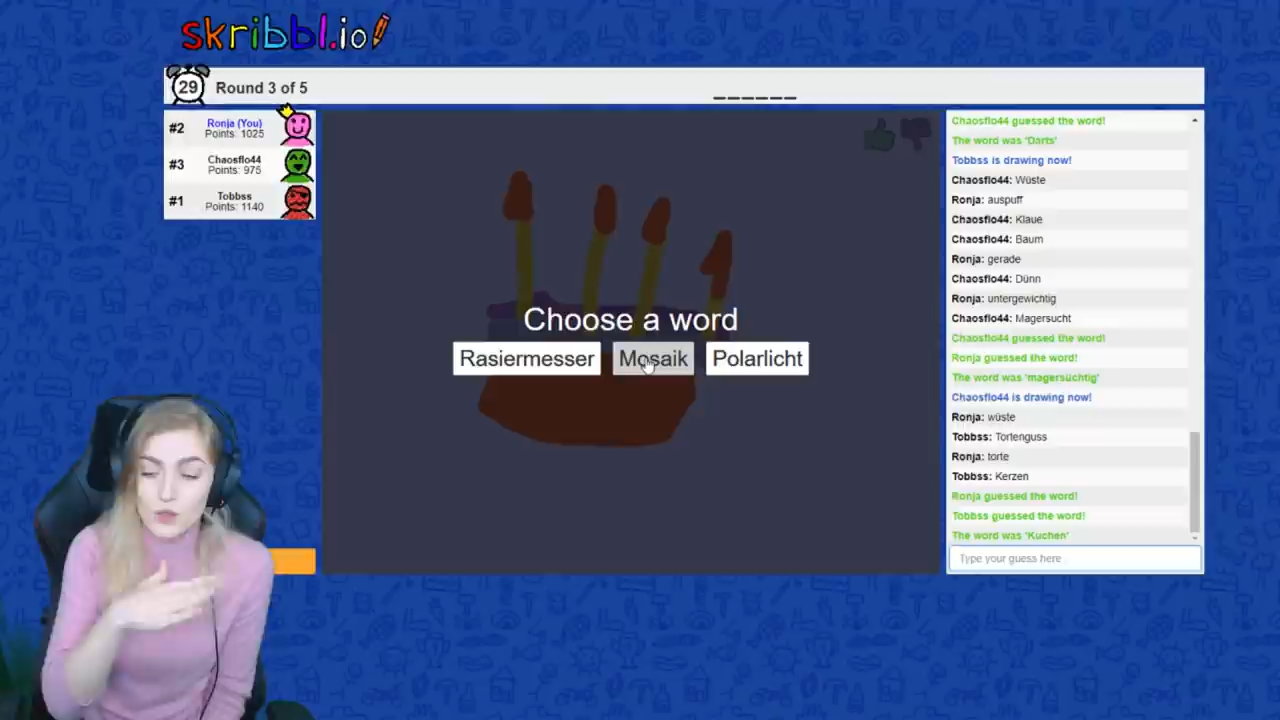 skribbl.io
29
Round 3 of 5
______
#2
Ronja (You)
Points: 1025
#3
Chaosflo44
Points: 975
#1
Tobbss
Points: 1140
Choose a word
Rasiermesser
Mosaik
Polarlicht
Chaosflo44 guessed the word!
The word was 'Darts'
Tobbss is drawing now!
Chaosflo44: Wüste
Ronja: auspuff
Chaosflo44: Klaue
Chaosflo44: Baum
Ronja: gerade
Chaosflo44: Dünn
Ronja: untergewichtig
Chaosflo44: Magersucht
Chaosflo44 guessed the word!
Ronja guessed the word!
The word was 'magersüchtig'
Chaosflo44 is drawing now!
Ronja: wüste
Tobbss: Tortenguss
Ronja: torte
Tobbss: Kerzen
Ronja guessed the word!
Tobbss guessed the word!
The word was 'Kuchen'
Type your guess here